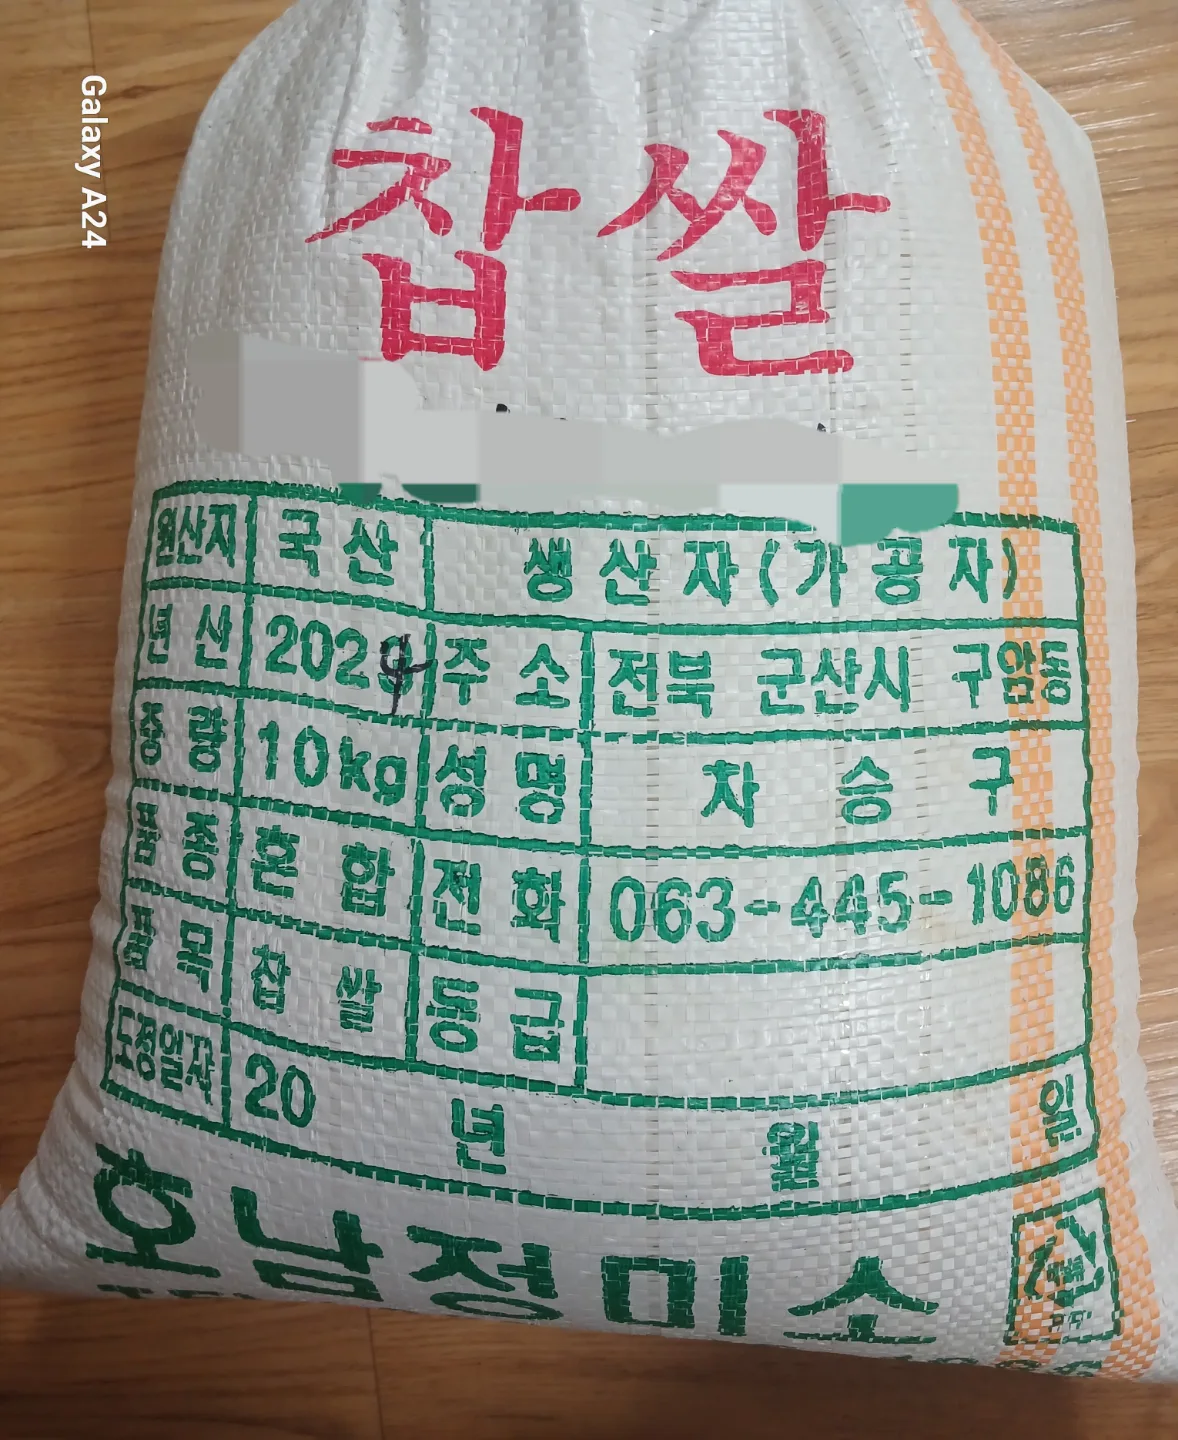 Galaxy A24
찹쌀
원산지 국산 생산자(가공자)
년산 2024 주소 전북 군산시 구암동
중량 10kg 성명 차승구
품종 혼합 전화 063-445-1086
품목 찹쌀 등급
도정일자 20 년 월 일
호남정미소